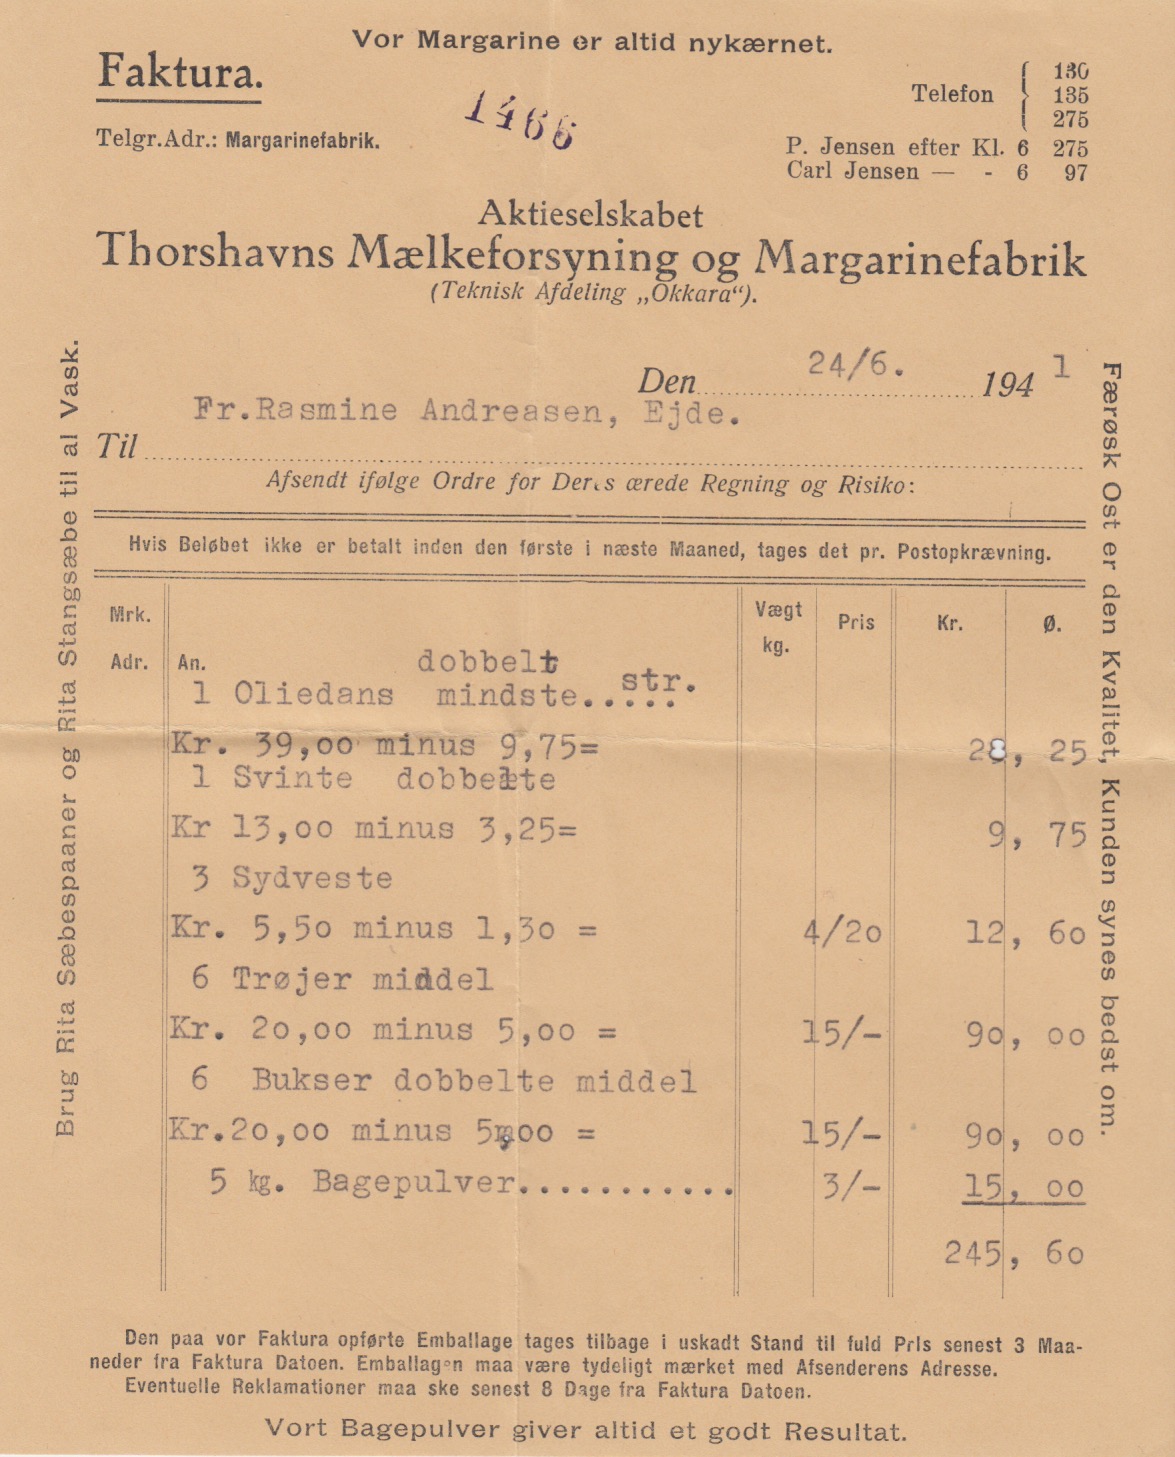 Vor Margarine er altid nykærnet.
Faktura.
1466
Telefon { 130
135
275
Telgr.Adr.: Margarinefabrik.
P. Jensen efter Kl. 6 275
Carl Jensen — - 6 97
Aktieselskabet
Thorshavns Mælkeforsyning og Margarinefabrik
(Teknisk Afdeling „Okkara“).
Den 24/6. 1941
Til Fr.Rasmine Andreasen, Ejde.
Afsendt ifølge Ordre for Deres ærede Regning og Risiko:
Hvis Beløbet ikke er betalt inden den første i næste Maaned, tages det pr. Postopkrævning.
Mrk. Vægt Pris Kr. Ø.
Adr. An. kg.
dobbelt
1 Oliedans mindste..... str.
Kr. 39,00 minus 9,75= 28, 25
1 Svinte dobbelte
Kr 13,00 minus 3,25= 9, 75
3 Sydveste
Kr. 5,50 minus 1,30 = 4/20 12, 60
6 Trøjer middel
Kr. 20,00 minus 5,00 = 15/- 90, 00
6 Bukser dobbelte middel
Kr.20,00 minus 5,00 = 15/- 90, 00
5 kg. Bagepulver........... 3/- 15, 00
245, 60
Den paa vor Faktura opførte Emballage tages tilbage i uskadt Stand til fuld Pris senest 3 Maa-
neder fra Faktura Datoen. Emballagen maa være tydeligt mærket med Afsenderens Adresse.
Eventuelle Reklamationer maa ske senest 8 Dage fra Faktura Datoen.
Vort Bagepulver giver altid et godt Resultat.
Brug Rita Sæbespaaner og Rita Stangsæbe til al Vask.
Færøsk Ost er den Kvalitet, Kunden synes bedst om.